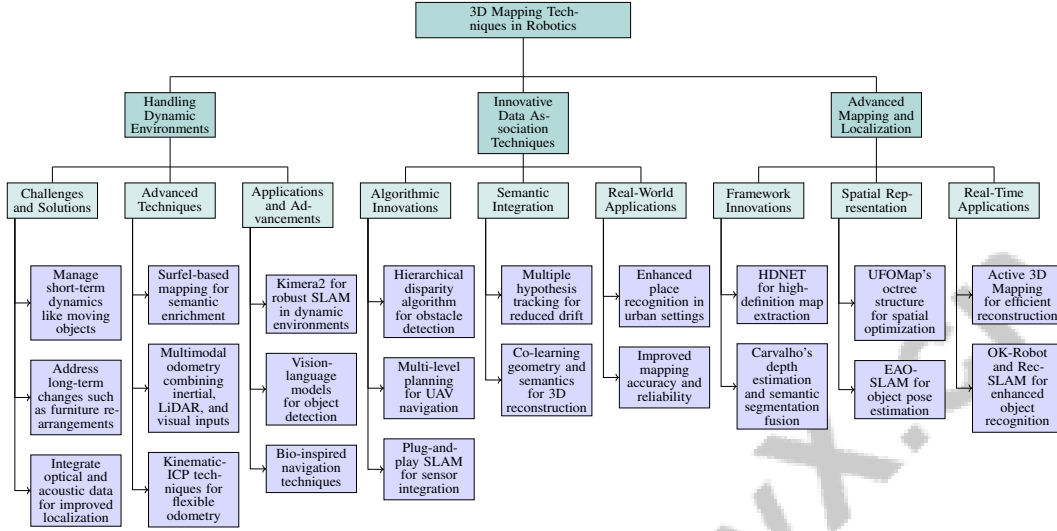 3D Mapping Tech-
niques in Robotics
Handling
Dynamic
Environments
Innovative
Data As-
sociation
Techniques
Advanced
Mapping and
Localization
Challenges
and Solutions
Advanced
Techniques
Applications
and Ad-
vancements
Algorithmic
Innovations
Semantic
Integration
Real-World
Applications
Framework
Innovations
Spatial Rep-
resentation
Real-Time
Applications
Manage
short-term
dynamics
like moving
objects
Surfel-based
mapping for
semantic
enrichment
Kimera2 for
robust SLAM
in dynamic
environments
Hierarchical
disparity
algorithm
for obstacle
detection
Multiple
hypothesis
tracking for
reduced drift
Enhanced
place
recognition in
urban settings
HDNET
for high-
definition map
extraction
UFOMap's
octree
structure
for spatial
optimization
Active 3D
Mapping for
efficient
reconstruction
Address
long-term
changes such
as furniture re-
arrangements
Multimodal
odometry
combining
inertial,
LiDAR, and
visual inputs
Vision-
language
models for
object
detection
Multi-level
planning
for UAV
navigation
Co-learning
geometry and
semantics
for 3D
reconstruction
Improved
mapping
accuracy and
reliability
Carvalho's
depth
estimation
and semantic
segmentation
fusion
EAO-
SLAM for
object pose
estimation
OK-Robot
and Rec-
SLAM for
enhanced
object
recognition
Integrate
optical and
acoustic data
for improved
localization
Kinematic-
ICP tech-
niques for
flexible
odometry
Bio-inspired
navigation
techniques
Plug-and-
play SLAM
for sensor
integration